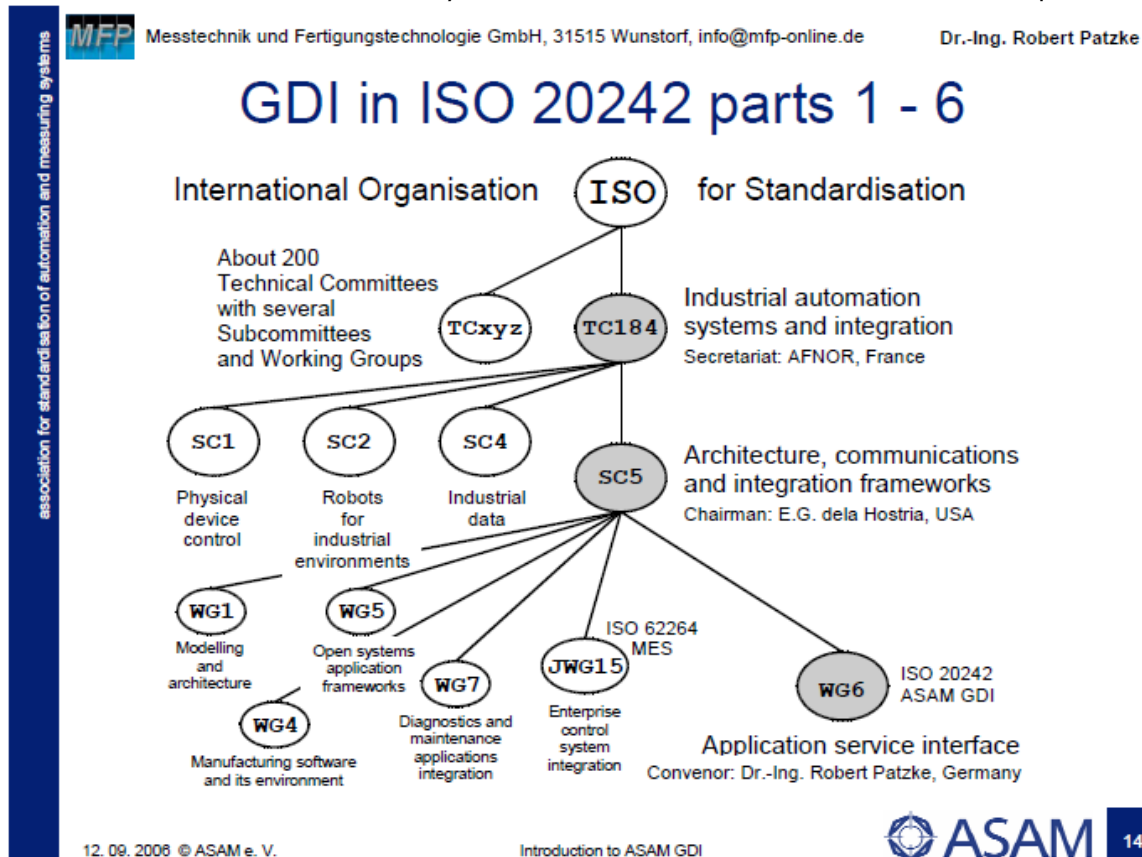 association for standardisation of automation and measuring systems
MFP
Messtechnik und Fertigungstechnologie GmbH, 31515 Wunstorf, info@mfp-online.de
Dr.-Ing. Robert Patzke
GDI in ISO 20242 parts 1 - 6
International Organisation
ISO
for Standardisation
About 200
Technical Committees
with several
Subcommittees
and Working Groups
TCxyz
TC184
Industrial automation
systems and integration
Secretariat: AFNOR, France
SC1
Physical
device
control
SC2
Robots
for
industrial
environments
SC4
Industrial
data
SC5
Architecture, communications
and integration frameworks
Chairman: E.G. dela Hostria, USA
WG1
Modelling
and
architecture
WG5
Open systems
application
frameworks
WG4
Manufacturing software
and its environment
WG7
Diagnostics and
maintenance
applications
integration
JWG15
ISO 62264
MES
Enterprise
control
system
integration
WG6
ISO 20242
ASAM GDI
Application service interface
Convenor: Dr.-Ing. Robert Patzke, Germany
12. 09. 2006 © ASAM e. V.
Introduction to ASAM GDI
ASAM
14